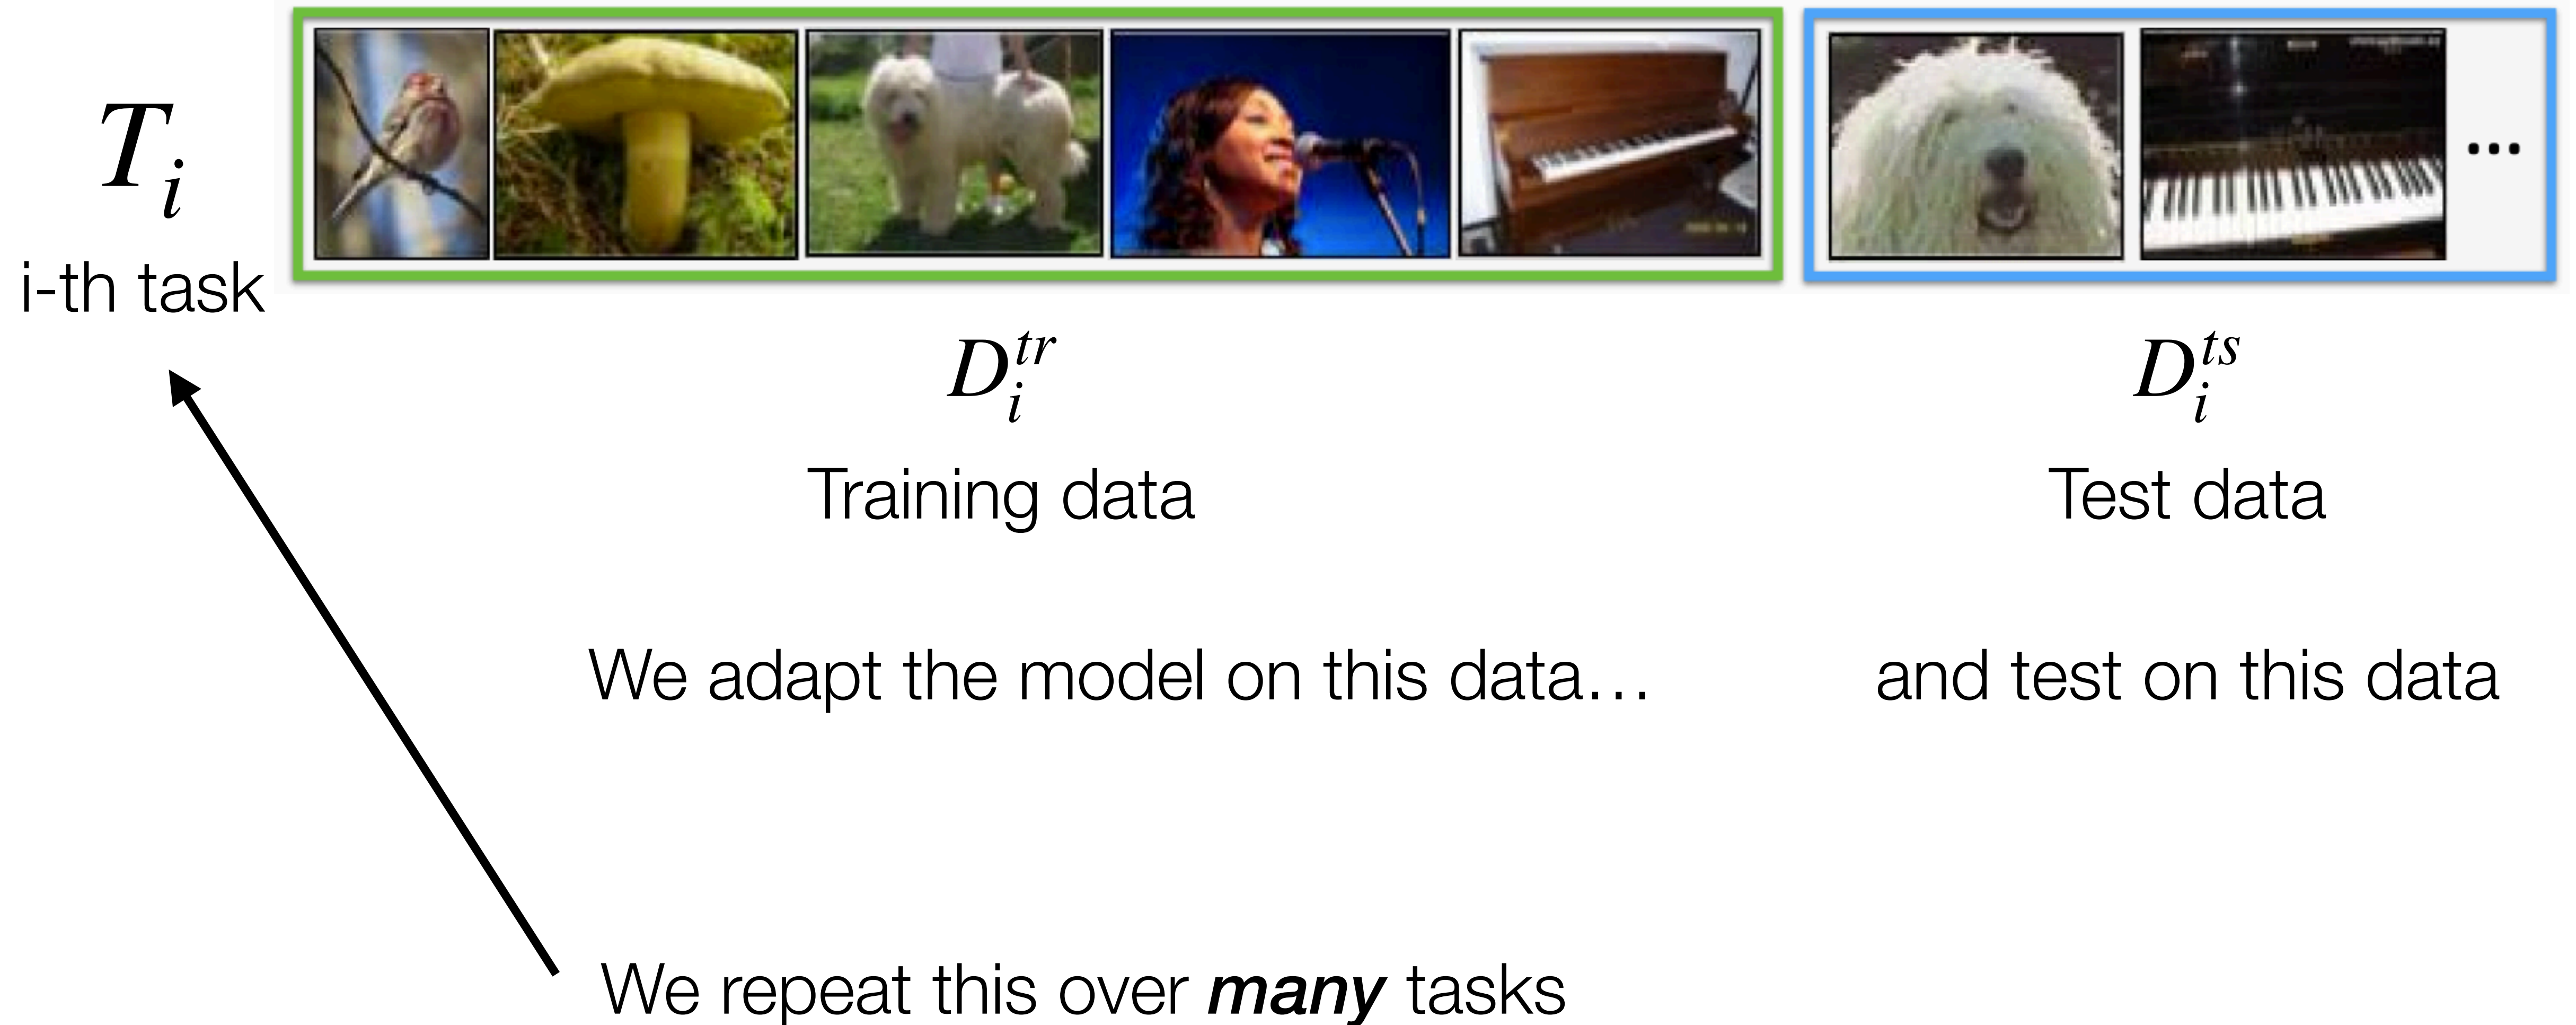 T_i
i-th task
...
D_i^{tr}
D_i^{ts}
Training data
Test data
We adapt the model on this data…
and test on this data
We repeat this over many tasks